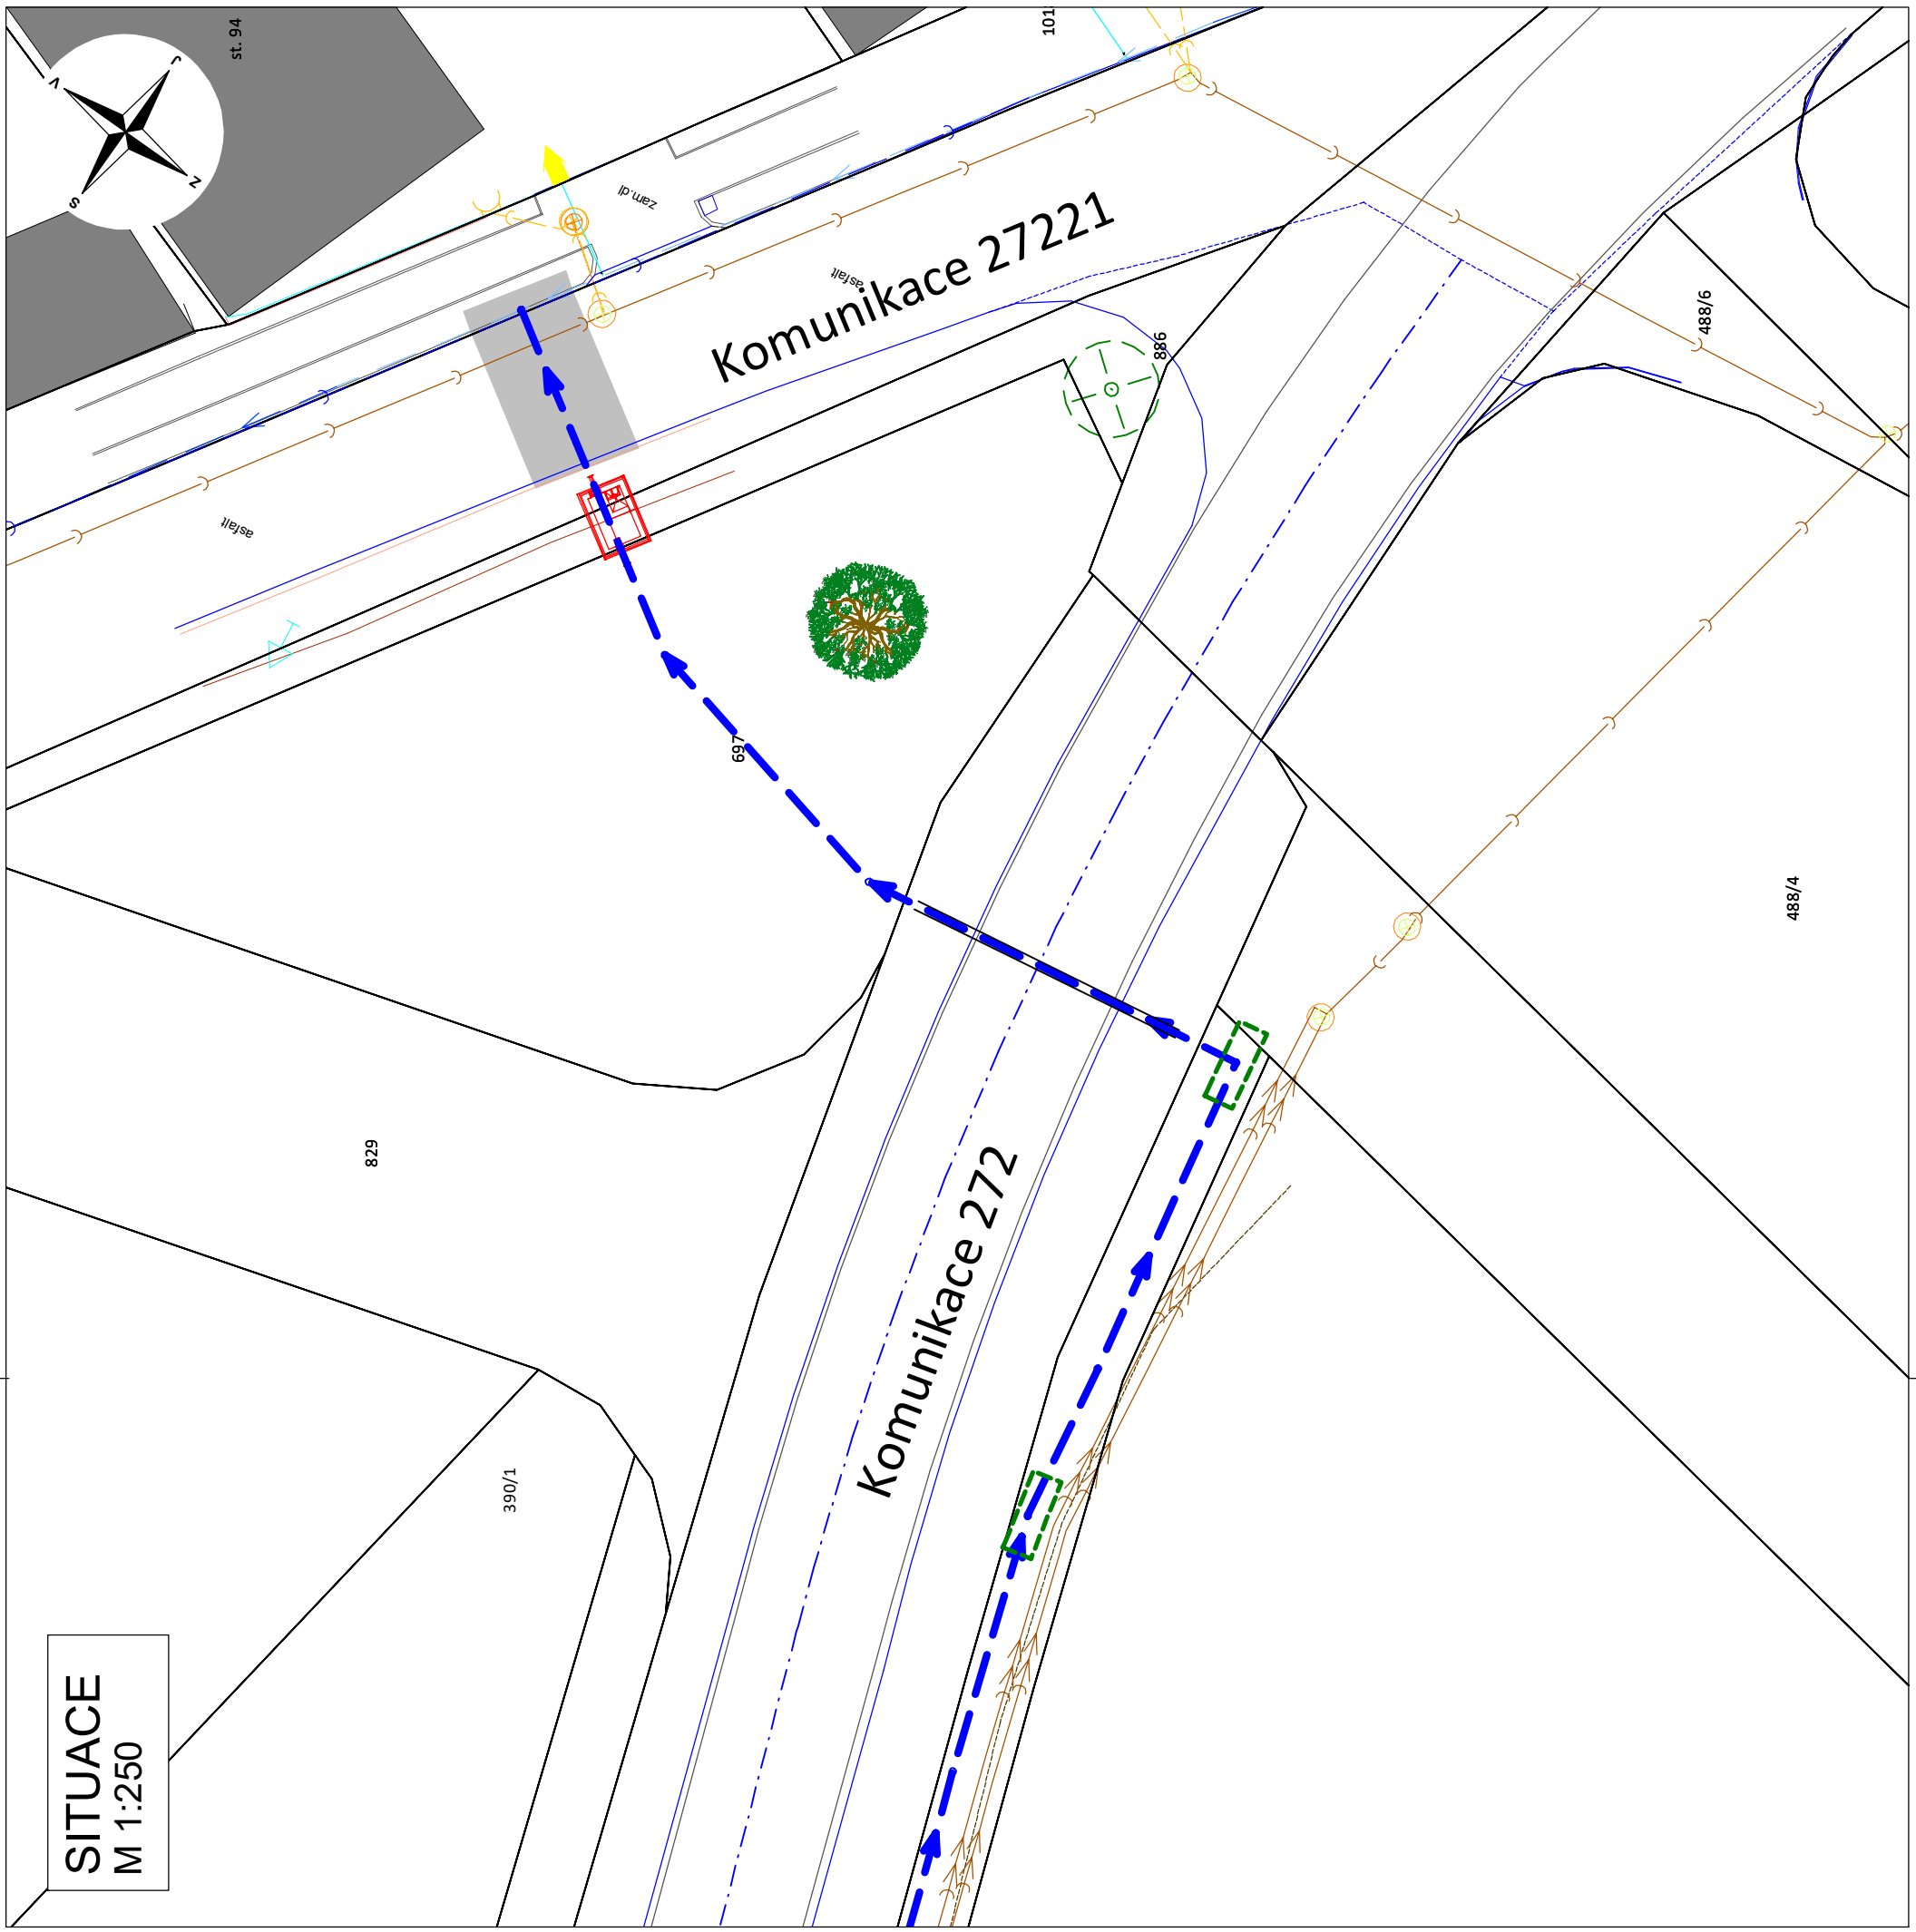 st. 94
101
J
V
Z
S
zam.dl
asfalt
Komunikace 27221
asfalt
886
488/6
697
488/4
829
Komunikace 272
390/1
SITUACE
M 1:250